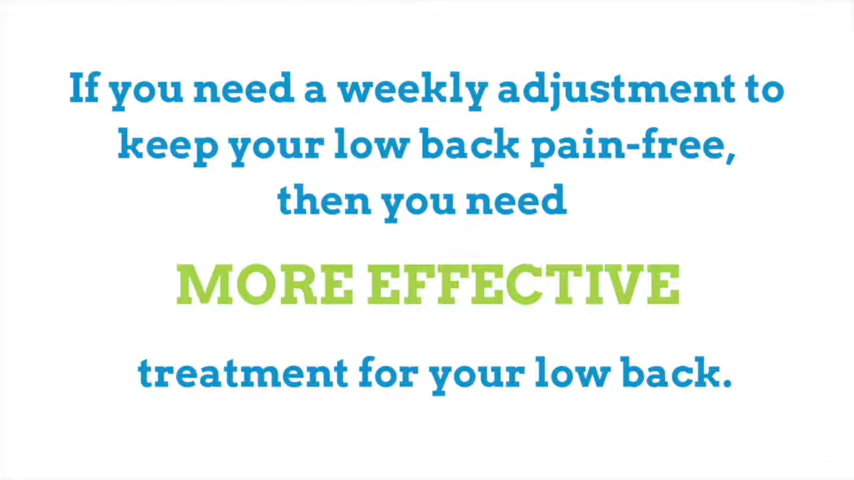 If you need a weekly adjustment to
keep your low back pain-free,
then you need
MORE EFFECTIVE
treatment for your low back.